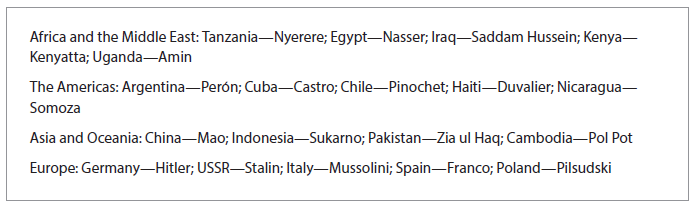 Africa and the Middle East: Tanzania—Nyerere; Egypt—Nasser; Iraq—Saddam Hussein; Kenya—
Kenyatta; Uganda—Amin
The Americas: Argentina—Perón; Cuba—Castro; Chile—Pinochet; Haiti—Duvalier; Nicaragua—
Somoza
Asia and Oceania: China—Mao; Indonesia—Sukarno; Pakistan—Zia ul Haq; Cambodia—Pol Pot
Europe: Germany—Hitler; USSR—Stalin; Italy—Mussolini; Spain—Franco; Poland—Pilsudski